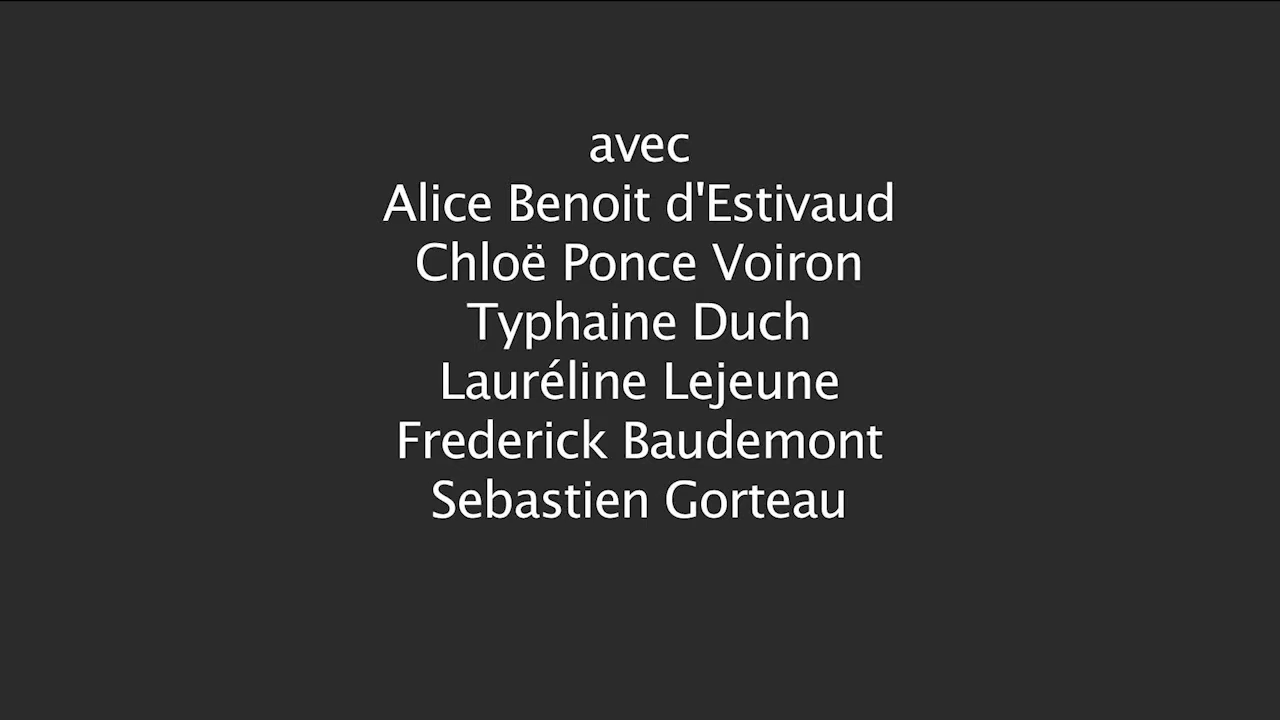 avec
Alice Benoit d'Estivaud
Chloë Ponce Voiron
Typhaine Duch
Lauréline Lejeune
Frederick Baudemont
Sebastien Gorteau